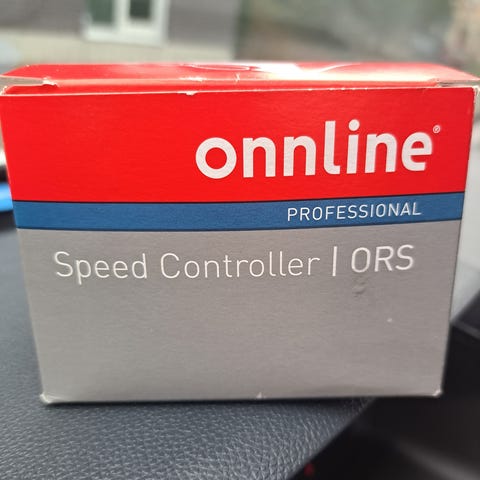 onnline®
PROFESSIONAL
Speed Controller | ORS